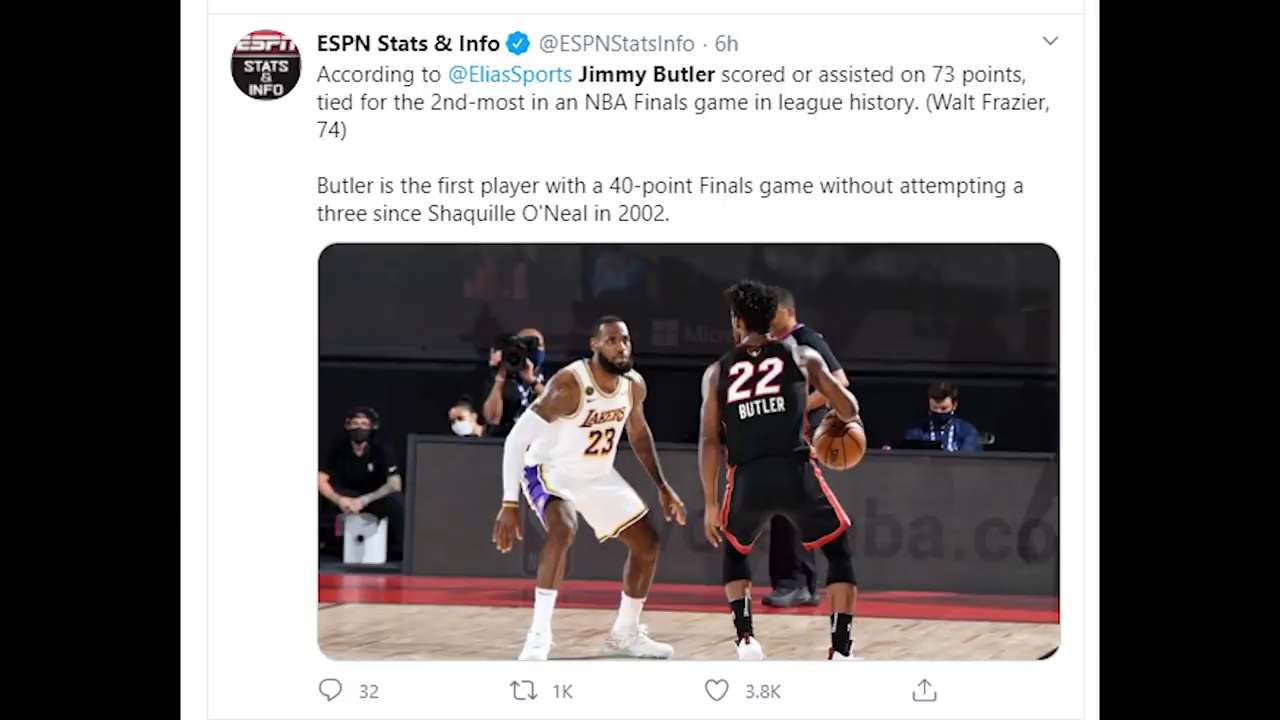 ESPN
STATS
&
INFO
ESPN Stats & Info @ESPNStatsInfo · 6h
According to @EliasSports Jimmy Butler scored or assisted on 73 points,
tied for the 2nd-most in an NBA Finals game in league history. (Walt Frazier,
74)
Butler is the first player with a 40-point Finals game without attempting a
three since Shaquille O'Neal in 2002.
Micro
LAKERS
23
22
BUTLER
ba.co
32
1K
3.8K